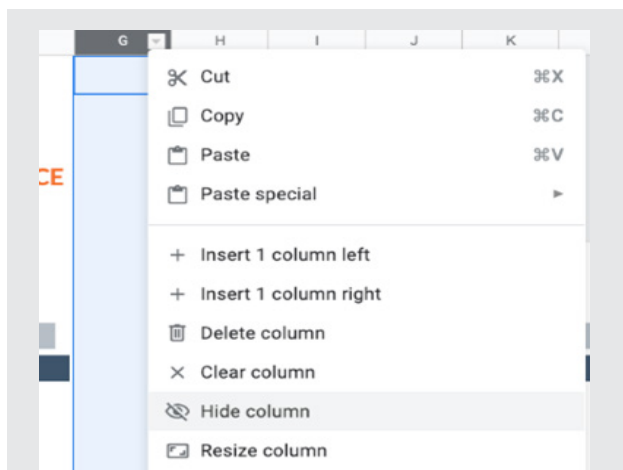 G H I J K
Cut ⌘X
Copy ⌘C
Paste ⌘V
CE
Paste special ►
Insert 1 column left
Insert 1 column right
Delete column
Clear column
Hide column
Resize column